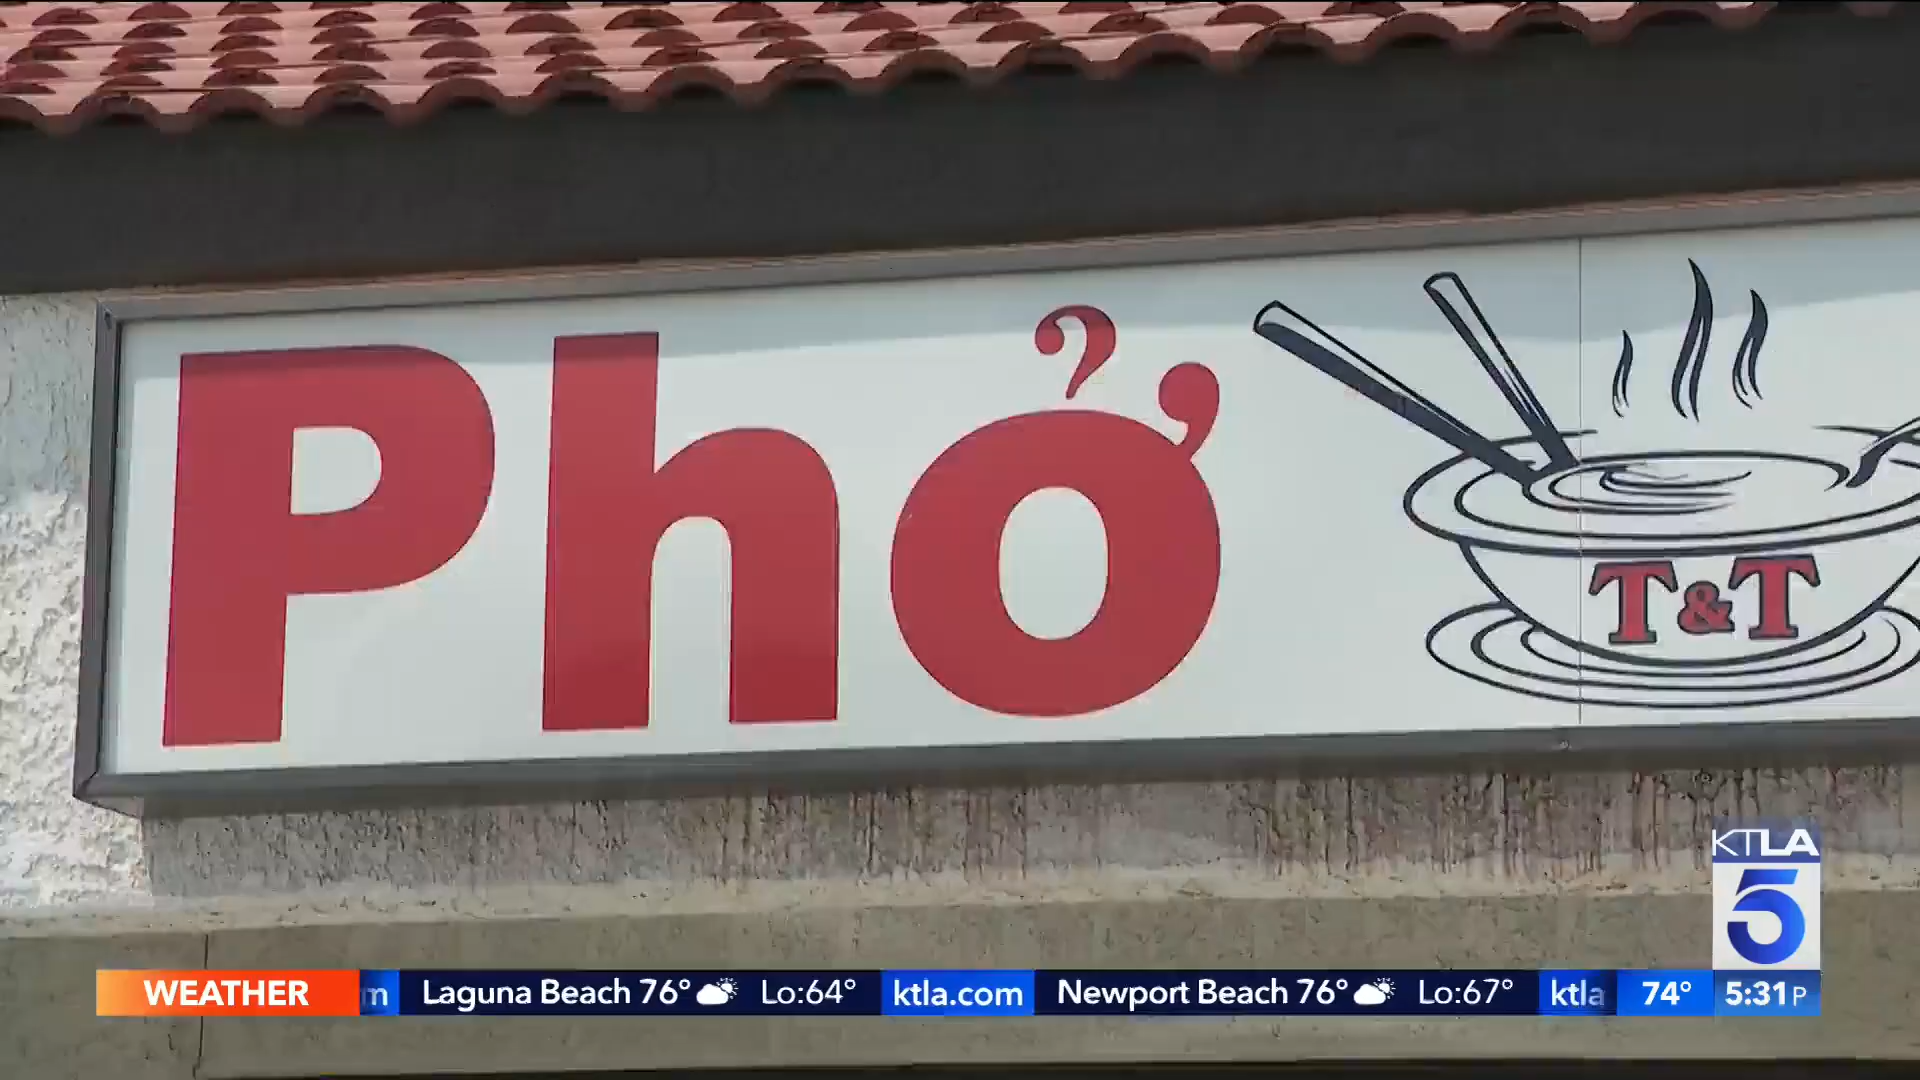 Phở
T&T
KTLA
5
WEATHER
m Laguna Beach 76° Lo:64° ktla.com Newport Beach 76° Lo:67° ktla 74° 5:31P